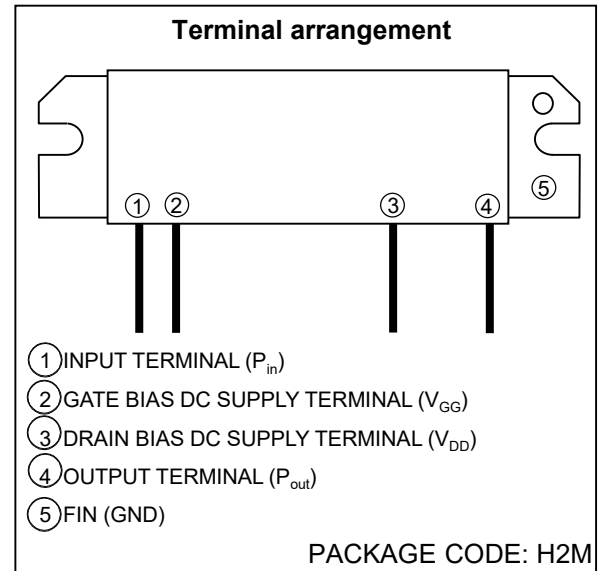 Terminal arrangement
① ② ③ ④ ⑤
①INPUT TERMINAL (Pin)
②GATE BIAS DC SUPPLY TERMINAL (VGG)
③DRAIN BIAS DC SUPPLY TERMINAL (VDD)
④OUTPUT TERMINAL (Pout)
⑤FIN (GND)
PACKAGE CODE: H2M